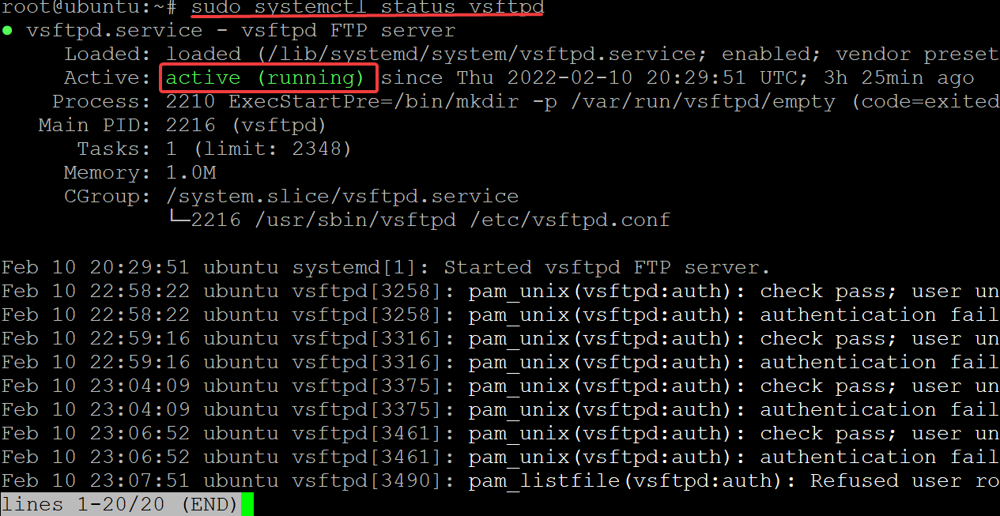 root@ubuntu:~# sudo systemctl status vsftpd
● vsftpd.service - vsftpd FTP server
Loaded: loaded (/lib/systemd/system/vsftpd.service; enabled; vendor preset
Active: active (running) since Thu 2022-02-10 20:29:51 UTC; 3h 25min ago
Process: 2210 ExecStartPre=/bin/mkdir -p /var/run/vsftpd/empty (code=exited
Main PID: 2216 (vsftpd)
Tasks: 1 (limit: 2348)
Memory: 1.0M
CGroup: /system.slice/vsftpd.service
└─2216 /usr/sbin/vsftpd /etc/vsftpd.conf
Feb 10 20:29:51 ubuntu systemd[1]: Started vsftpd FTP server.
Feb 10 22:58:22 ubuntu vsftpd[3258]: pam_unix(vsftpd:auth): check pass; user un
Feb 10 22:58:22 ubuntu vsftpd[3258]: pam_unix(vsftpd:auth): authentication fail
Feb 10 22:59:16 ubuntu vsftpd[3316]: pam_unix(vsftpd:auth): check pass; user un
Feb 10 22:59:16 ubuntu vsftpd[3316]: pam_unix(vsftpd:auth): authentication fail
Feb 10 23:04:09 ubuntu vsftpd[3375]: pam_unix(vsftpd:auth): check pass; user un
Feb 10 23:04:09 ubuntu vsftpd[3375]: pam_unix(vsftpd:auth): authentication fail
Feb 10 23:06:52 ubuntu vsftpd[3461]: pam_unix(vsftpd:auth): check pass; user un
Feb 10 23:06:52 ubuntu vsftpd[3461]: pam_unix(vsftpd:auth): authentication fail
Feb 10 23:07:51 ubuntu vsftpd[3490]: pam_listfile(vsftpd:auth): Refused user ro
lines 1-20/20 (END)